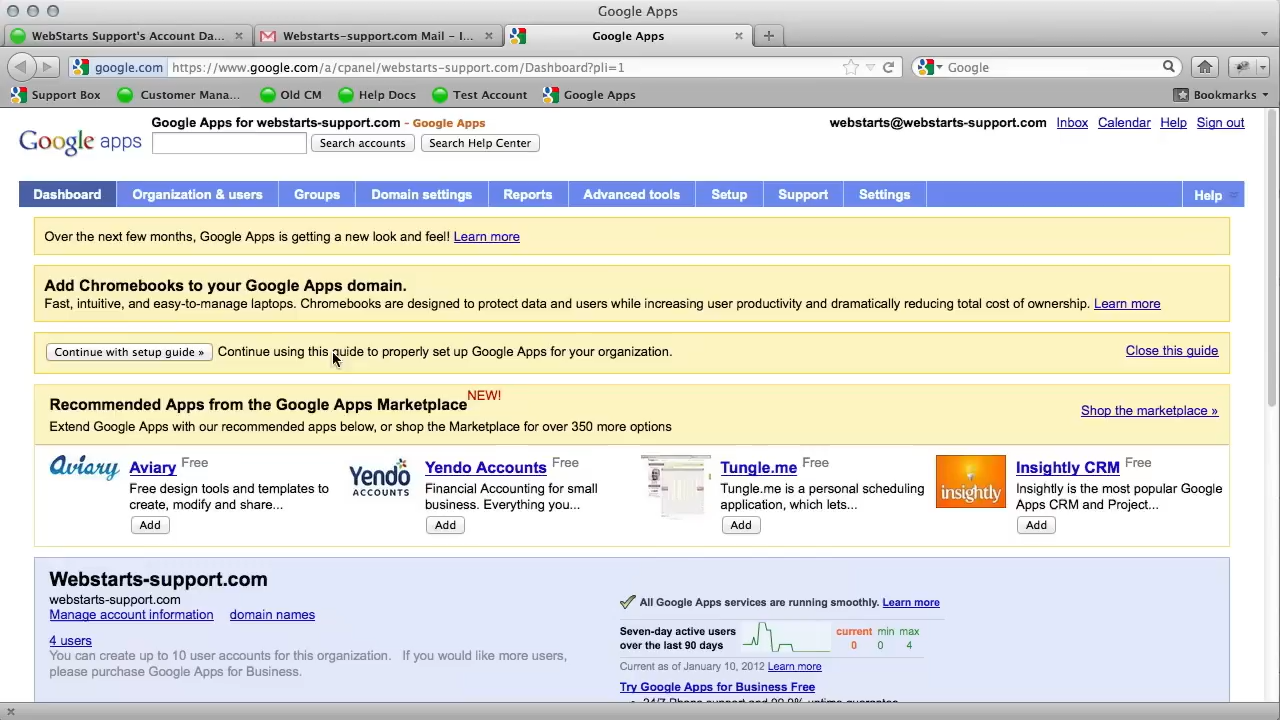 Google Apps
WebStarts Support's Account Da...
Webstarts-support.com Mail – I...
Google Apps
google.com
https://www.google.com/a/cpanel/webstarts-support.com/Dashboard?pli=1
Google
Support Box
Customer Mana...
Old CM
Help Docs
Test Account
Google Apps
Bookmarks
Google apps
Google Apps for webstarts-support.com - Google Apps
Search accounts
Search Help Center
webstarts@webstarts-support.com
Inbox
Calendar
Help
Sign out
Dashboard
Organization & users
Groups
Domain settings
Reports
Advanced tools
Setup
Support
Settings
Help
Over the next few months, Google Apps is getting a new look and feel! Learn more
Add Chromebooks to your Google Apps domain.
Fast, intuitive, and easy-to-manage laptops. Chromebooks are designed to protect data and users while increasing user productivity and dramatically reducing total cost of ownership. Learn more
Continue with setup guide »
Continue using this guide to properly set up Google Apps for your organization.
Close this guide
Recommended Apps from the Google Apps Marketplace NEW!
Extend Google Apps with our recommended apps below, or shop the Marketplace for over 350 more options
Shop the marketplace »
Aviary
Aviary Free
Free design tools and templates to
create, modify and share...
Add
Yendo
ACCOUNTS
Yendo Accounts Free
Financial Accounting for small
business. Everything you...
Add
Tungle.me Free
Tungle.me is a personal scheduling
application, which lets...
Add
insightly
Insightly CRM Free
Insightly is the most popular Google
Apps CRM and Project...
Add
Webstarts-support.com
webstarts-support.com
Manage account information
domain names
4 users
You can create up to 10 user accounts for this organization. If you would like more users,
please purchase Google Apps for Business.
All Google Apps services are running smoothly. Learn more
Seven-day active users
over the last 90 days
current min max
0 0 4
Current as of January 10, 2012 Learn more
Try Google Apps for Business Free